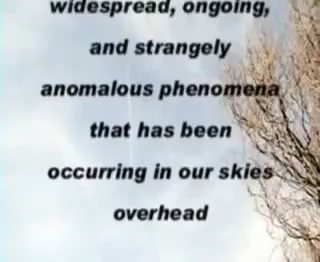 widespread, ongoing,
and strangely
anomalous phenomena
that has been
occurring in our skies
overhead